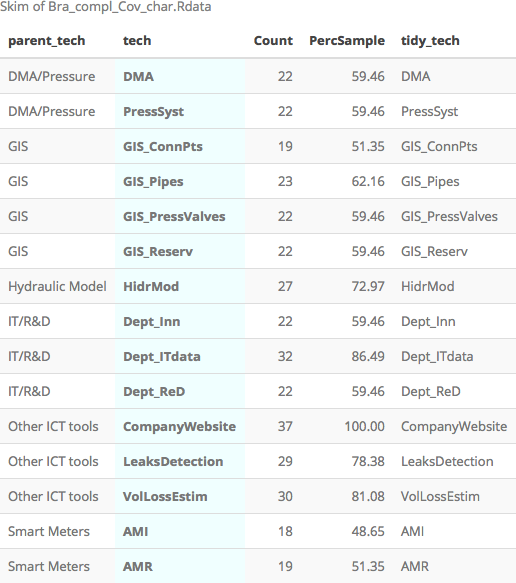 Skim of Bra_compl_Cov_char.Rdata
parent_tech tech Count PercSample tidy_tech
DMA/Pressure DMA 22 59.46 DMA
DMA/Pressure PressSyst 22 59.46 PressSyst
GIS GIS_ConnPts 19 51.35 GIS_ConnPts
GIS GIS_Pipes 23 62.16 GIS_Pipes
GIS GIS_PressValves 22 59.46 GIS_PressValves
GIS GIS_Reserv 22 59.46 GIS_Reserv
Hydraulic Model HidrMod 27 72.97 HidrMod
IT/R&D Dept_Inn 22 59.46 Dept_Inn
IT/R&D Dept_ITdata 32 86.49 Dept_ITdata
IT/R&D Dept_ReD 22 59.46 Dept_ReD
Other ICT tools CompanyWebsite 37 100.00 CompanyWebsite
Other ICT tools LeaksDetection 29 78.38 LeaksDetection
Other ICT tools VolLossEstim 30 81.08 VolLossEstim
Smart Meters AMI 18 48.65 AMI
Smart Meters AMR 19 51.35 AMR